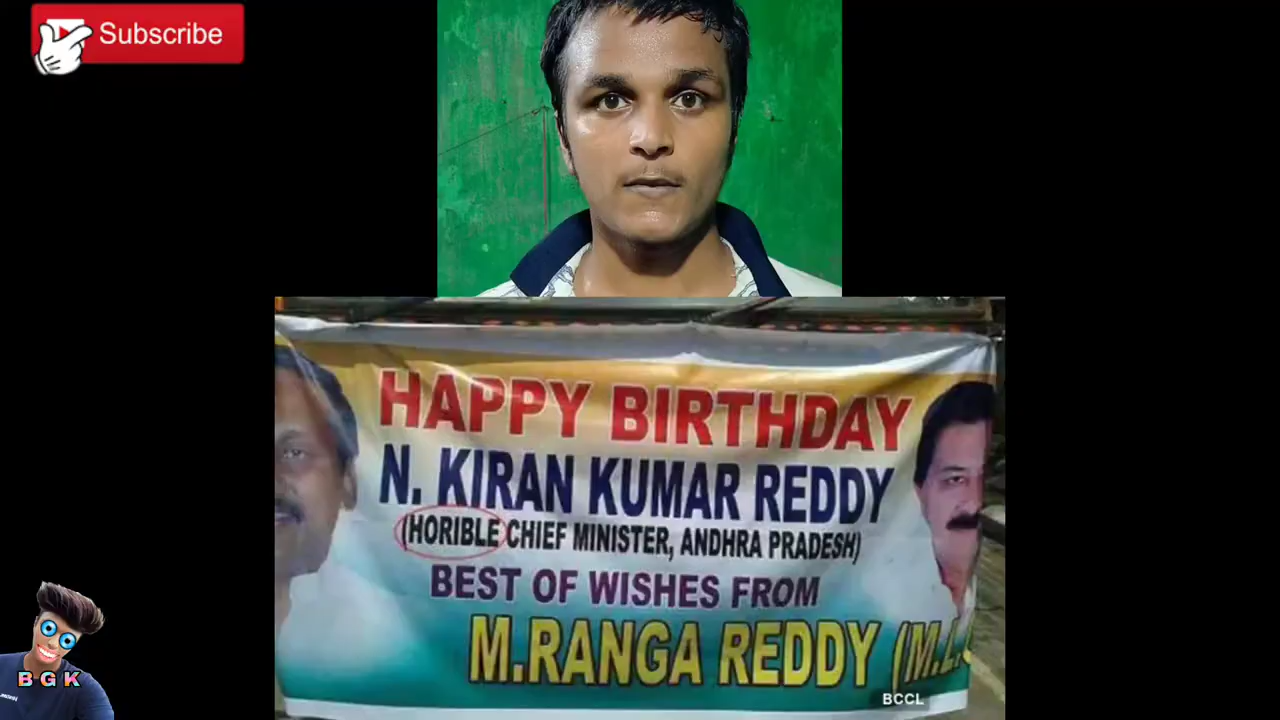 Subscribe
HAPPY BIRTHDAY
N. KIRAN KUMAR REDDY
(HORIBLE CHIEF MINISTER, ANDHRA PRADESH)
BEST OF WISHES FROM
M.RANGA REDDY (M.L.
BCCL
B G K